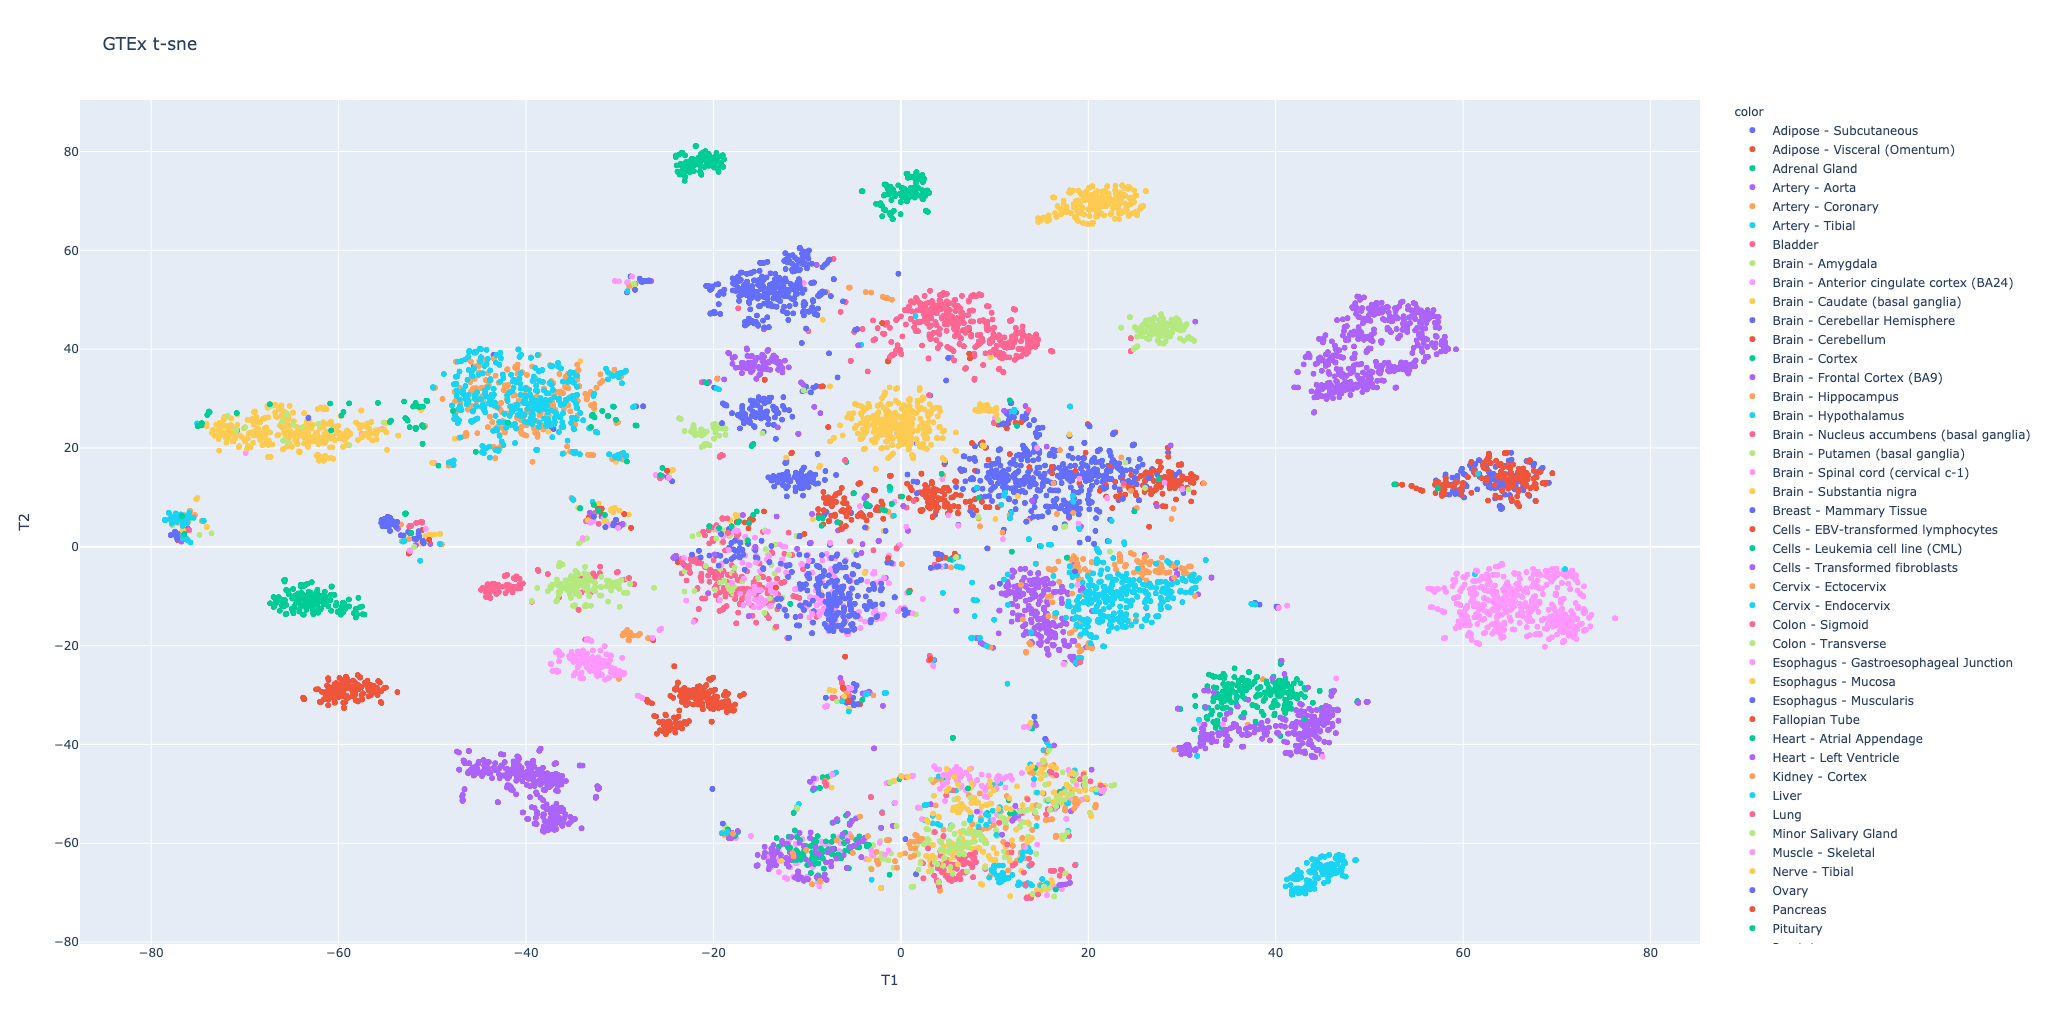 GTEx t-sne
80
60
40
20
0
−20
−40
−60
−80
T2
−80
−60
−40
−20
0
20
40
60
80
T1
color
Adipose - Subcutaneous
Adipose - Visceral (Omentum)
Adrenal Gland
Artery - Aorta
Artery - Coronary
Artery - Tibial
Bladder
Brain - Amygdala
Brain - Anterior cingulate cortex (BA24)
Brain - Caudate (basal ganglia)
Brain - Cerebellar Hemisphere
Brain - Cerebellum
Brain - Cortex
Brain - Frontal Cortex (BA9)
Brain - Hippocampus
Brain - Hypothalamus
Brain - Nucleus accumbens (basal ganglia)
Brain - Putamen (basal ganglia)
Brain - Spinal cord (cervical c-1)
Brain - Substantia nigra
Breast - Mammary Tissue
Cells - EBV-transformed lymphocytes
Cells - Leukemia cell line (CML)
Cells - Transformed fibroblasts
Cervix - Ectocervix
Cervix - Endocervix
Colon - Sigmoid
Colon - Transverse
Esophagus - Gastroesophageal Junction
Esophagus - Mucosa
Esophagus - Muscularis
Fallopian Tube
Heart - Atrial Appendage
Heart - Left Ventricle
Kidney - Cortex
Liver
Lung
Minor Salivary Gland
Muscle - Skeletal
Nerve - Tibial
Ovary
Pancreas
Pituitary